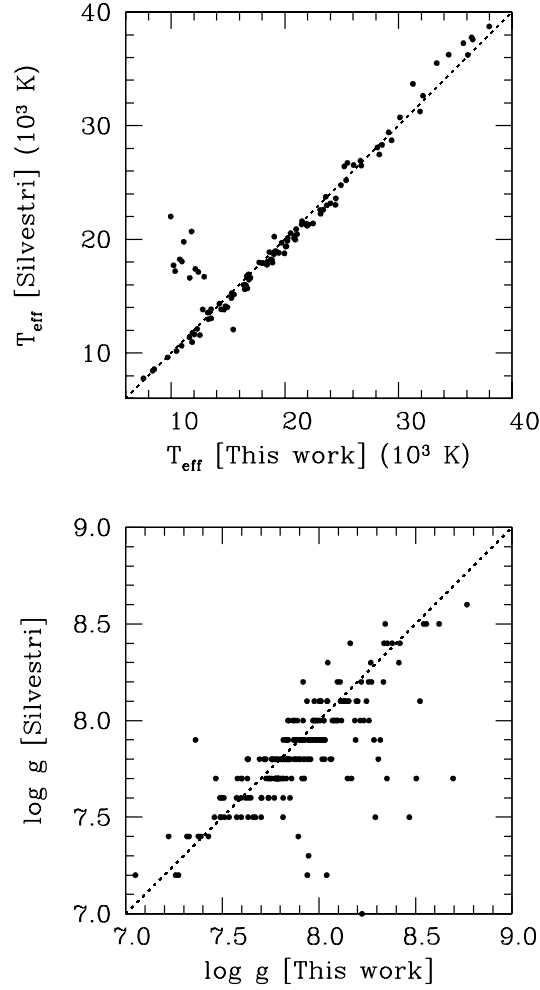 40
30
20
10
T_eff [Silvestri] (10³ K)
10 20 30 40
T_eff [This work] (10³ K)
9.0
8.5
8.0
7.5
7.0
log g [Silvestri]
7.0 7.5 8.0 8.5 9.0
log g [This work]